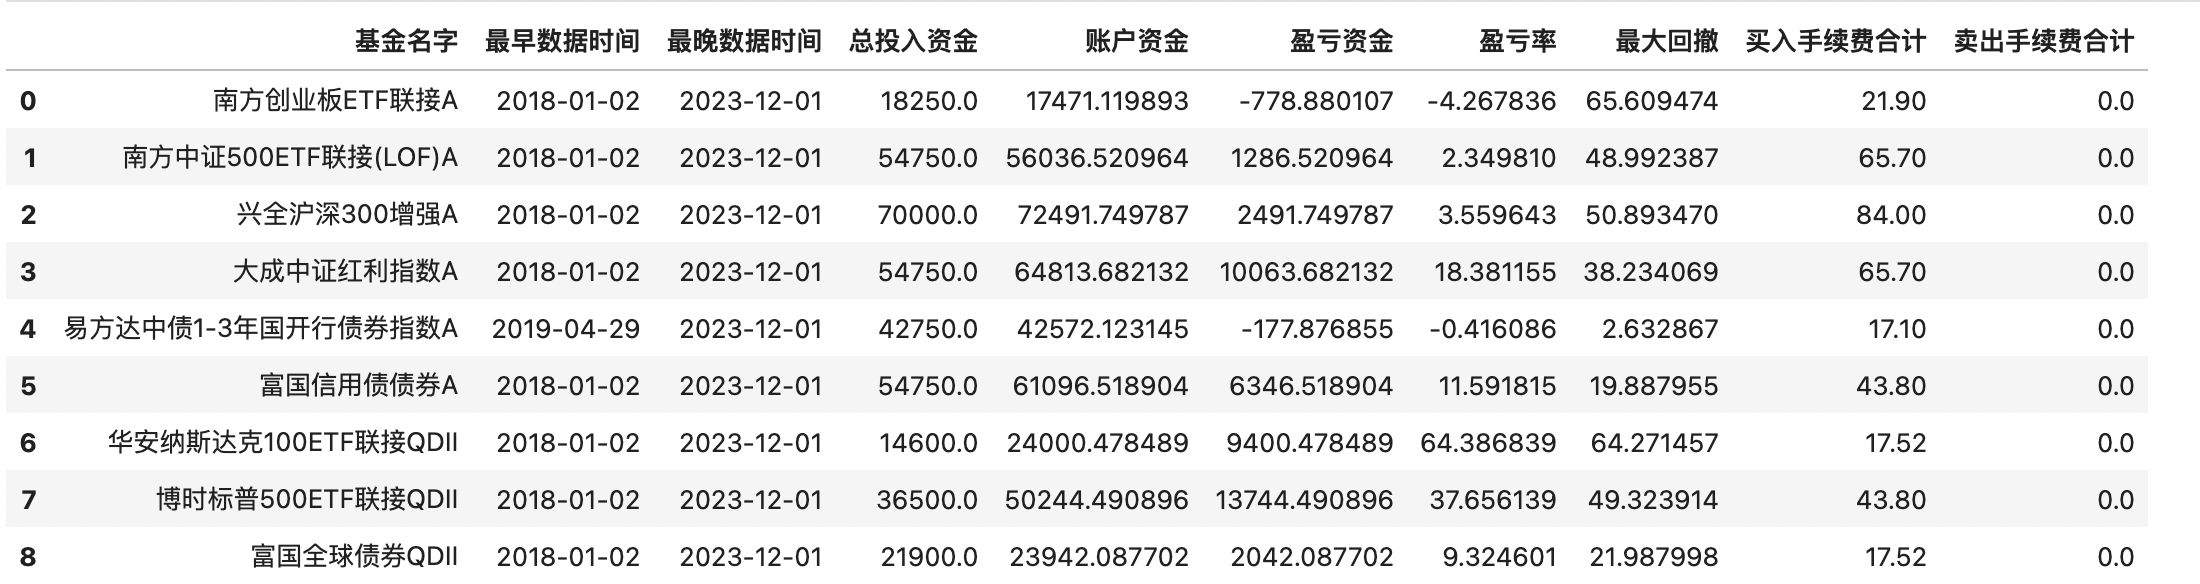 基金名字 最早数据时间 最晚数据时间 总投入资金 账户资金 盈亏资金 盈亏率 最大回撤 买入手续费合计 卖出手续费合计
0 南方创业板ETF联接A 2018-01-02 2023-12-01 18250.0 17471.119893 -778.880107 -4.267836 65.609474 21.90 0.0
1 南方中证500ETF联接(LOF)A 2018-01-02 2023-12-01 54750.0 56036.520964 1286.520964 2.349810 48.992387 65.70 0.0
2 兴全沪深300增强A 2018-01-02 2023-12-01 70000.0 72491.749787 2491.749787 3.559643 50.893470 84.00 0.0
3 大成中证红利指数A 2018-01-02 2023-12-01 54750.0 64813.682132 10063.682132 18.381155 38.234069 65.70 0.0
4 易方达中债1-3年国开行债券指数A 2019-04-29 2023-12-01 42750.0 42572.123145 -177.876855 -0.416086 2.632867 17.10 0.0
5 富国信用债债券A 2018-01-02 2023-12-01 54750.0 61096.518904 6346.518904 11.591815 19.887955 43.80 0.0
6 华安纳斯达克100ETF联接QDII 2018-01-02 2023-12-01 14600.0 24000.478489 9400.478489 64.386839 64.271457 17.52 0.0
7 博时标普500ETF联接QDII 2018-01-02 2023-12-01 36500.0 50244.490896 13744.490896 37.656139 49.323914 43.80 0.0
8 富国全球债券QDII 2018-01-02 2023-12-01 21900.0 23942.087702 2042.087702 9.324601 21.987998 17.52 0.0